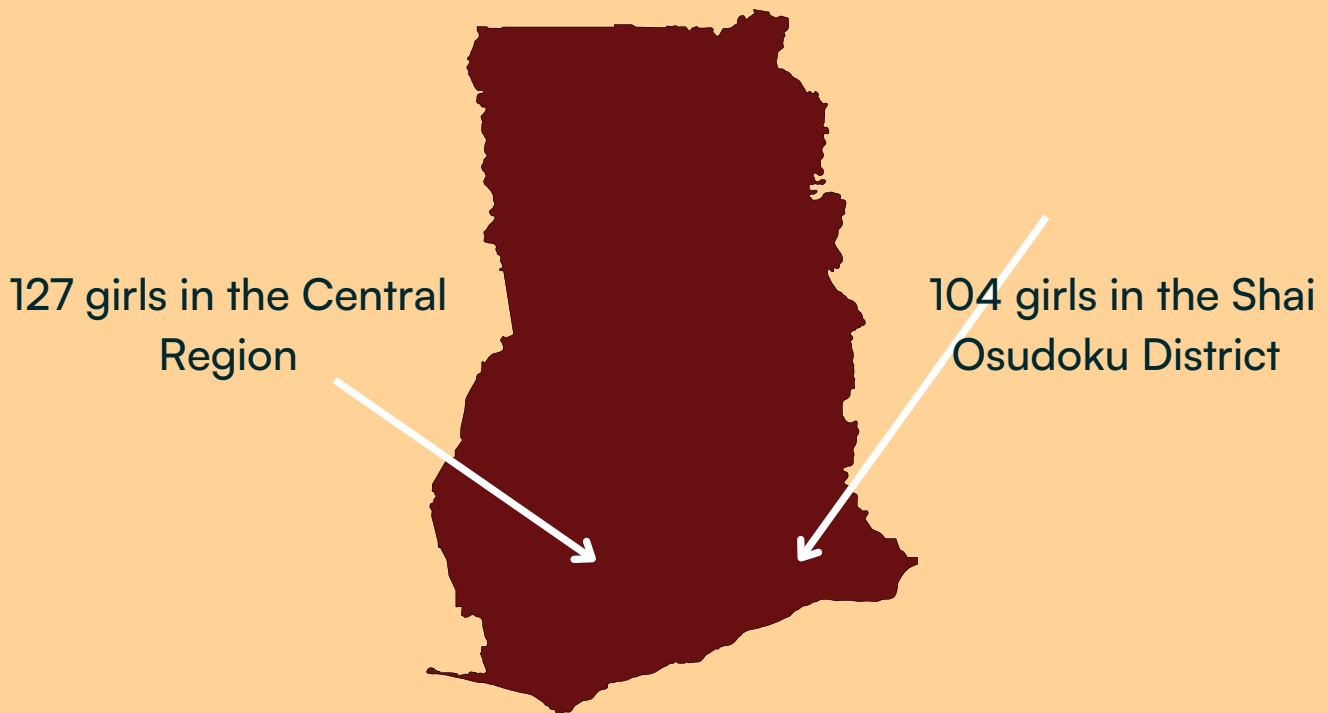 127 girls in the Central
Region
104 girls in the Shai
Osudoku District